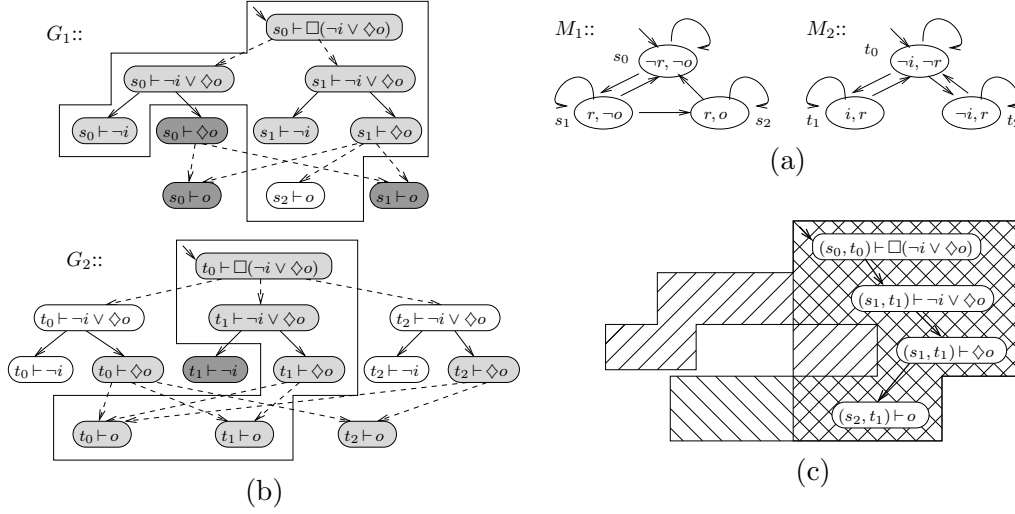 G₁::
s₀ ⊢ □(¬i ∨ ◇o)
s₀ ⊢ ¬i ∨ ◇o
s₁ ⊢ ¬i ∨ ◇o
s₀ ⊢ ¬i
s₀ ⊢ ◇o
s₁ ⊢ ¬i
s₁ ⊢ ◇o
s₀ ⊢ o
s₂ ⊢ o
s₁ ⊢ o
G₂::
t₀ ⊢ □(¬i ∨ ◇o)
t₀ ⊢ ¬i ∨ ◇o
t₁ ⊢ ¬i ∨ ◇o
t₂ ⊢ ¬i ∨ ◇o
t₀ ⊢ ¬i
t₀ ⊢ ◇o
t₁ ⊢ ¬i
t₁ ⊢ ◇o
t₂ ⊢ ¬i
t₂ ⊢ ◇o
t₀ ⊢ o
t₁ ⊢ o
t₂ ⊢ o
(b)
M₁::
s₀
¬r, ¬o
s₁
r, ¬o
r, o
s₂
M₂::
t₀
¬i, ¬r
t₁
i, r
¬i, r
t₂
(a)
(s₀, t₀) ⊢ □(¬i ∨ ◇o)
(s₁, t₁) ⊢ ¬i ∨ ◇o
(s₁, t₁) ⊢ ◇o
(s₂, t₁) ⊢ o
(c)